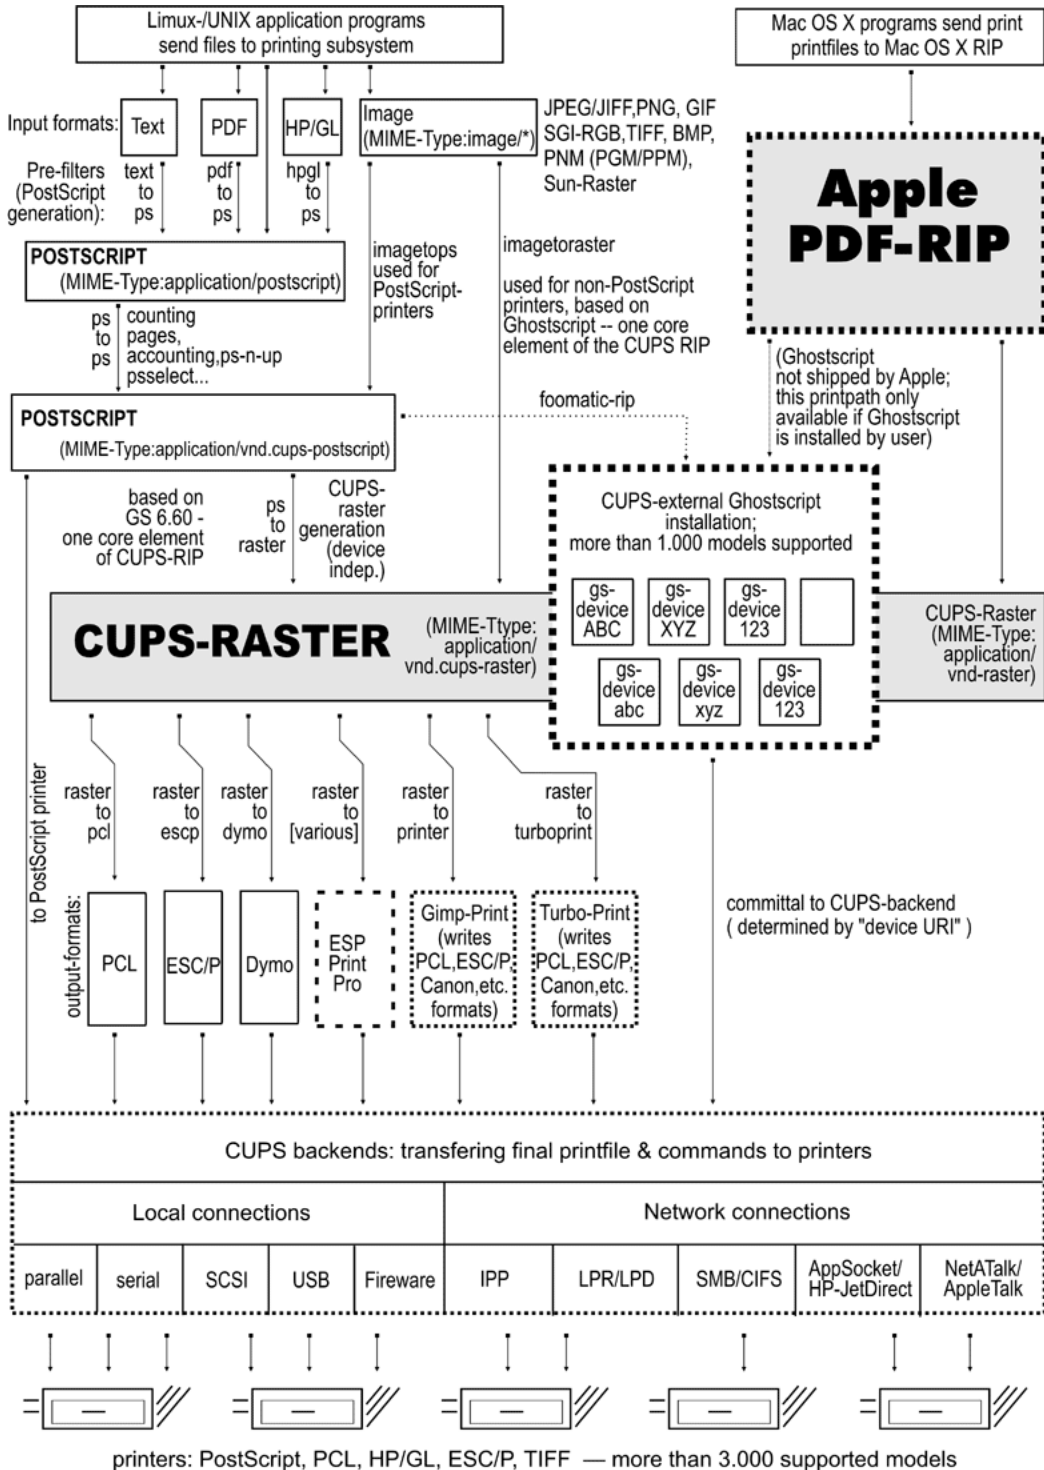 Limux-/UNIX application programs
send files to printing subsystem
Mac OS X programs send print
printfiles to Mac OS X RIP
Input formats:
Text
PDF
HP/GL
Image
(MIME-Type:image/*)
JPEG/JIFF,PNG, GIF
SGI-RGB,TIFF, BMP,
PNM (PGM/PPM),
Sun-Raster
Pre-filters
(PostScript
generation):
text
to
ps
pdf
to
ps
hpgl
to
ps
Apple
PDF-RIP
POSTSCRIPT
(MIME-Type:application/postscript)
imagetops
used for
PostScript-
printers
imagetoraster
used for non-PostScript
printers, based on
Ghostscript -- one core
element of the CUPS RIP
ps
to
ps
counting
pages,
accounting,ps-n-up
psselect...
(Ghostscript
not shipped by Apple;
this printpath only
available if Ghostscript
is installed by user)
foomatic-rip
POSTSCRIPT
(MIME-Type:application/vnd.cups-postscript)
based on
GS 6.60 -
one core element
of CUPS-RIP
ps
to
raster
CUPS-
raster
generation
(device
indep.)
CUPS-external Ghostscript
installation;
more than 1.000 models supported
gs-
device
ABC
gs-
device
XYZ
gs-
device
123
gs-
device
abc
gs-
device
xyz
gs-
device
123
CUPS-RASTER
(MIME-Ttype:
application/
vnd.cups-raster)
CUPS-Raster
(MIME-Type:
application/
vnd-raster)
to PostScript printer
raster
to
pcl
raster
to
escp
raster
to
dymo
raster
to
[various]
raster
to
printer
raster
to
turboprint
output-formats:
PCL
ESC/P
Dymo
ESP
Print
Pro
Gimp-Print
(writes
PCL,ESC/P,
Canon,etc.
formats)
Turbo-Print
(writes
PCL,ESC/P,
Canon,etc.
formats)
committal to CUPS-backend
( determined by "device URI" )
CUPS backends: transfering final printfile & commands to printers
Local connections
Network connections
parallel
serial
SCSI
USB
Fireware
IPP
LPR/LPD
SMB/CIFS
AppSocket/
HP-JetDirect
NetATalk/
AppleTalk
printers: PostScript, PCL, HP/GL, ESC/P, TIFF — more than 3.000 supported models